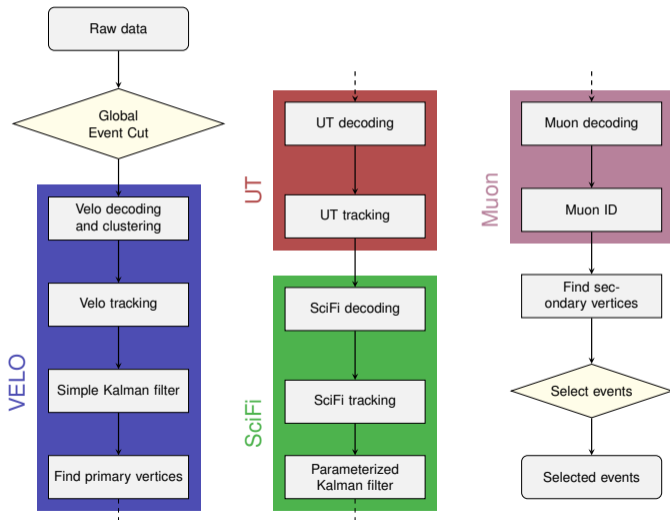 Raw data
Global
Event Cut
VELO
Velo decoding
and clustering
Velo tracking
Simple Kalman filter
Find primary vertices
UT
UT decoding
UT tracking
SciFi
SciFi decoding
SciFi tracking
Parameterized
Kalman filter
Muon
Muon decoding
Muon ID
Find sec-
ondary vertices
Select events
Selected events